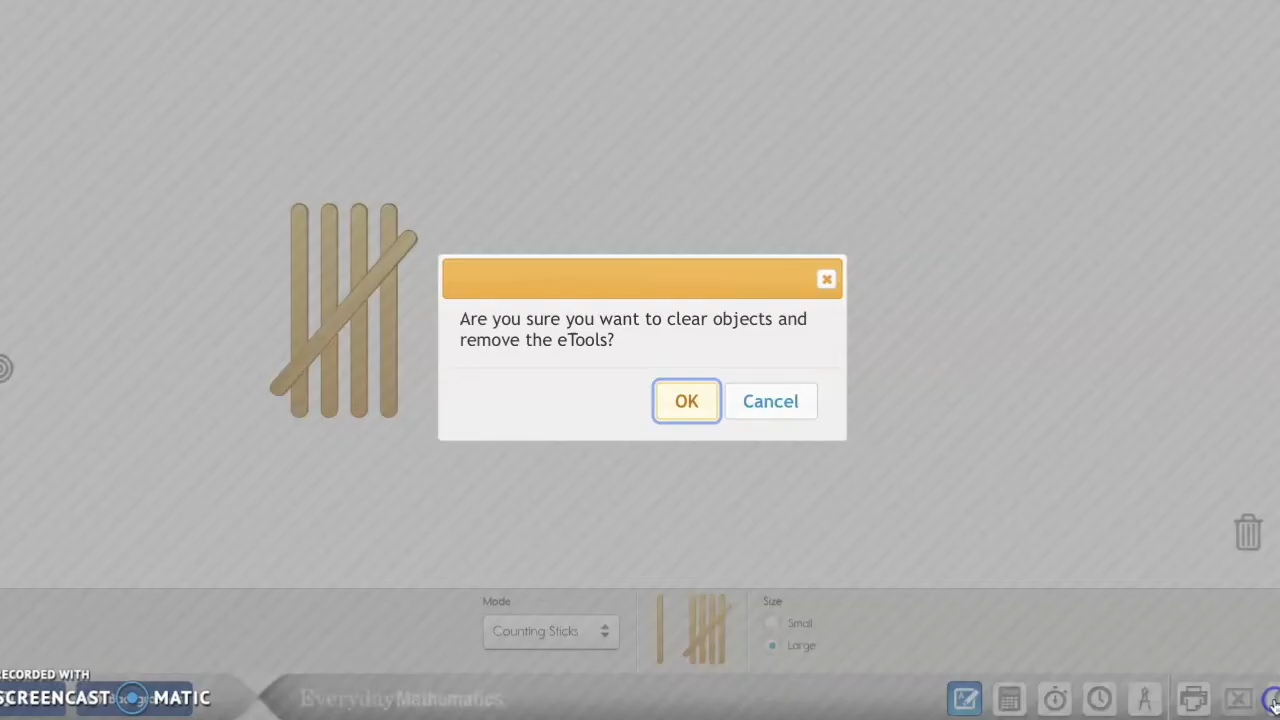 Are you sure you want to clear objects and
remove the eTools?
OK
Cancel
Mode
Size
Counting Sticks
Small
Large
RECORDED WITH
SCREENCAST MATIC
Everyday Mathematics